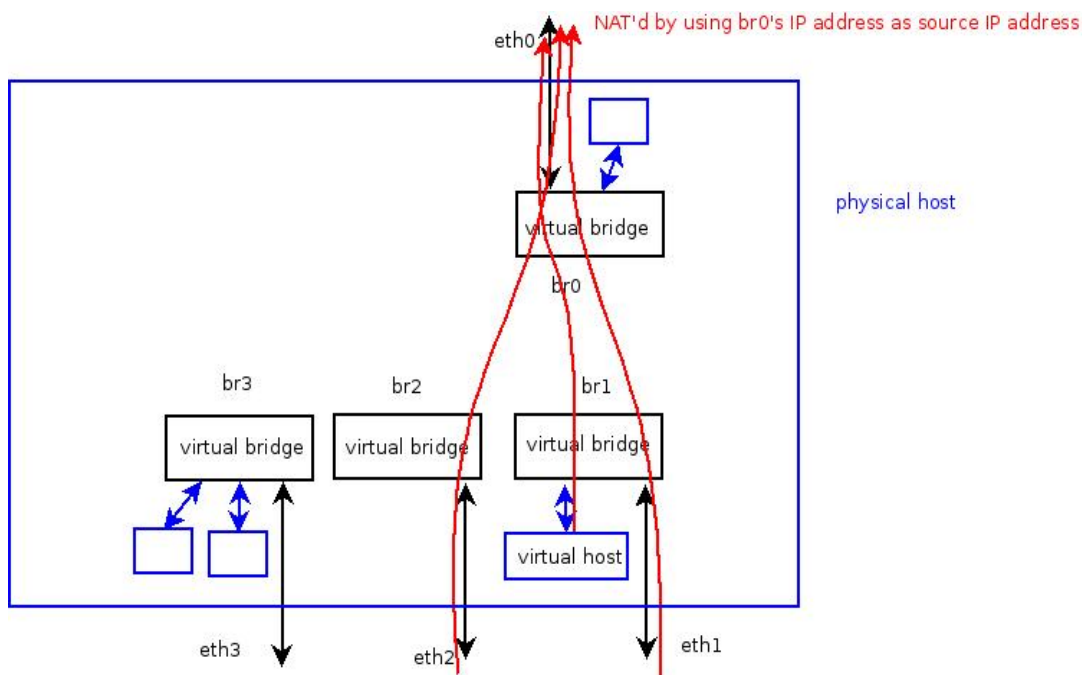 NAT'd by using br0's IP address as source IP address
eth0
physical host
virtual bridge
br0
br3
br2
br1
virtual bridge
virtual bridge
virtual bridge
virtual host
eth3
eth2
eth1